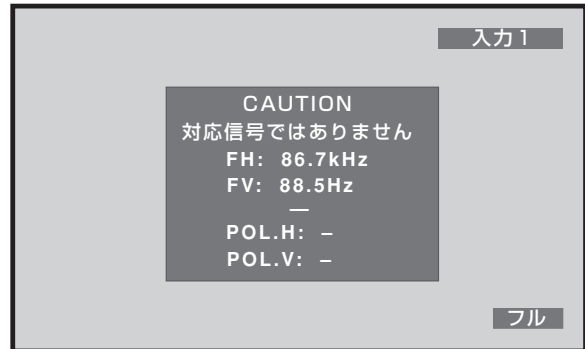 入力1
CAUTION
対応信号ではありません
FH: 86.7kHz
FV: 88.5Hz
—
POL.H: –
POL.V: –
フル